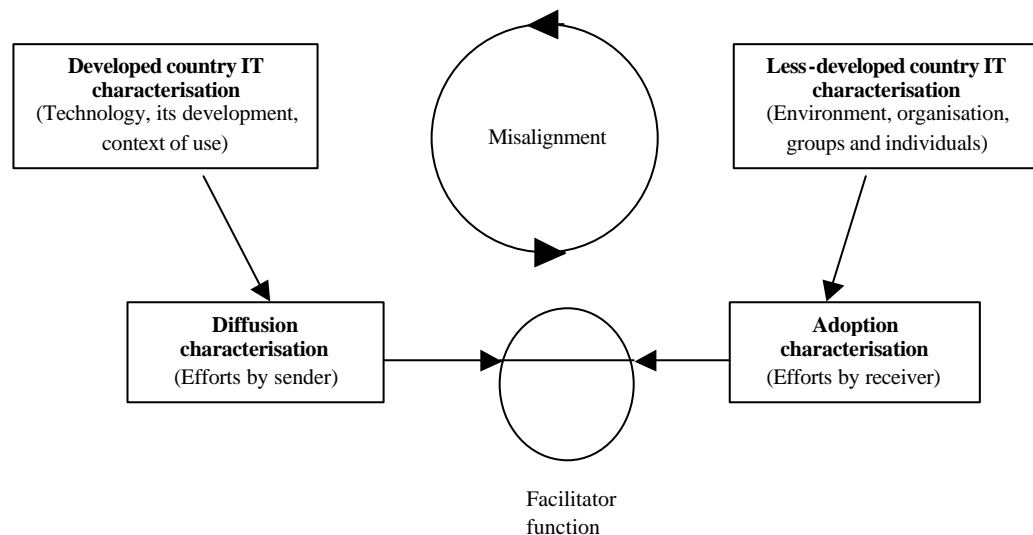 Developed country IT
characterisation
(Technology, its development,
context of use)
Misalignment
Less-developed country IT
characterisation
(Environment, organisation,
groups and individuals)
Diffusion
characterisation
(Efforts by sender)
Adoption
characterisation
(Efforts by receiver)
Facilitator
function